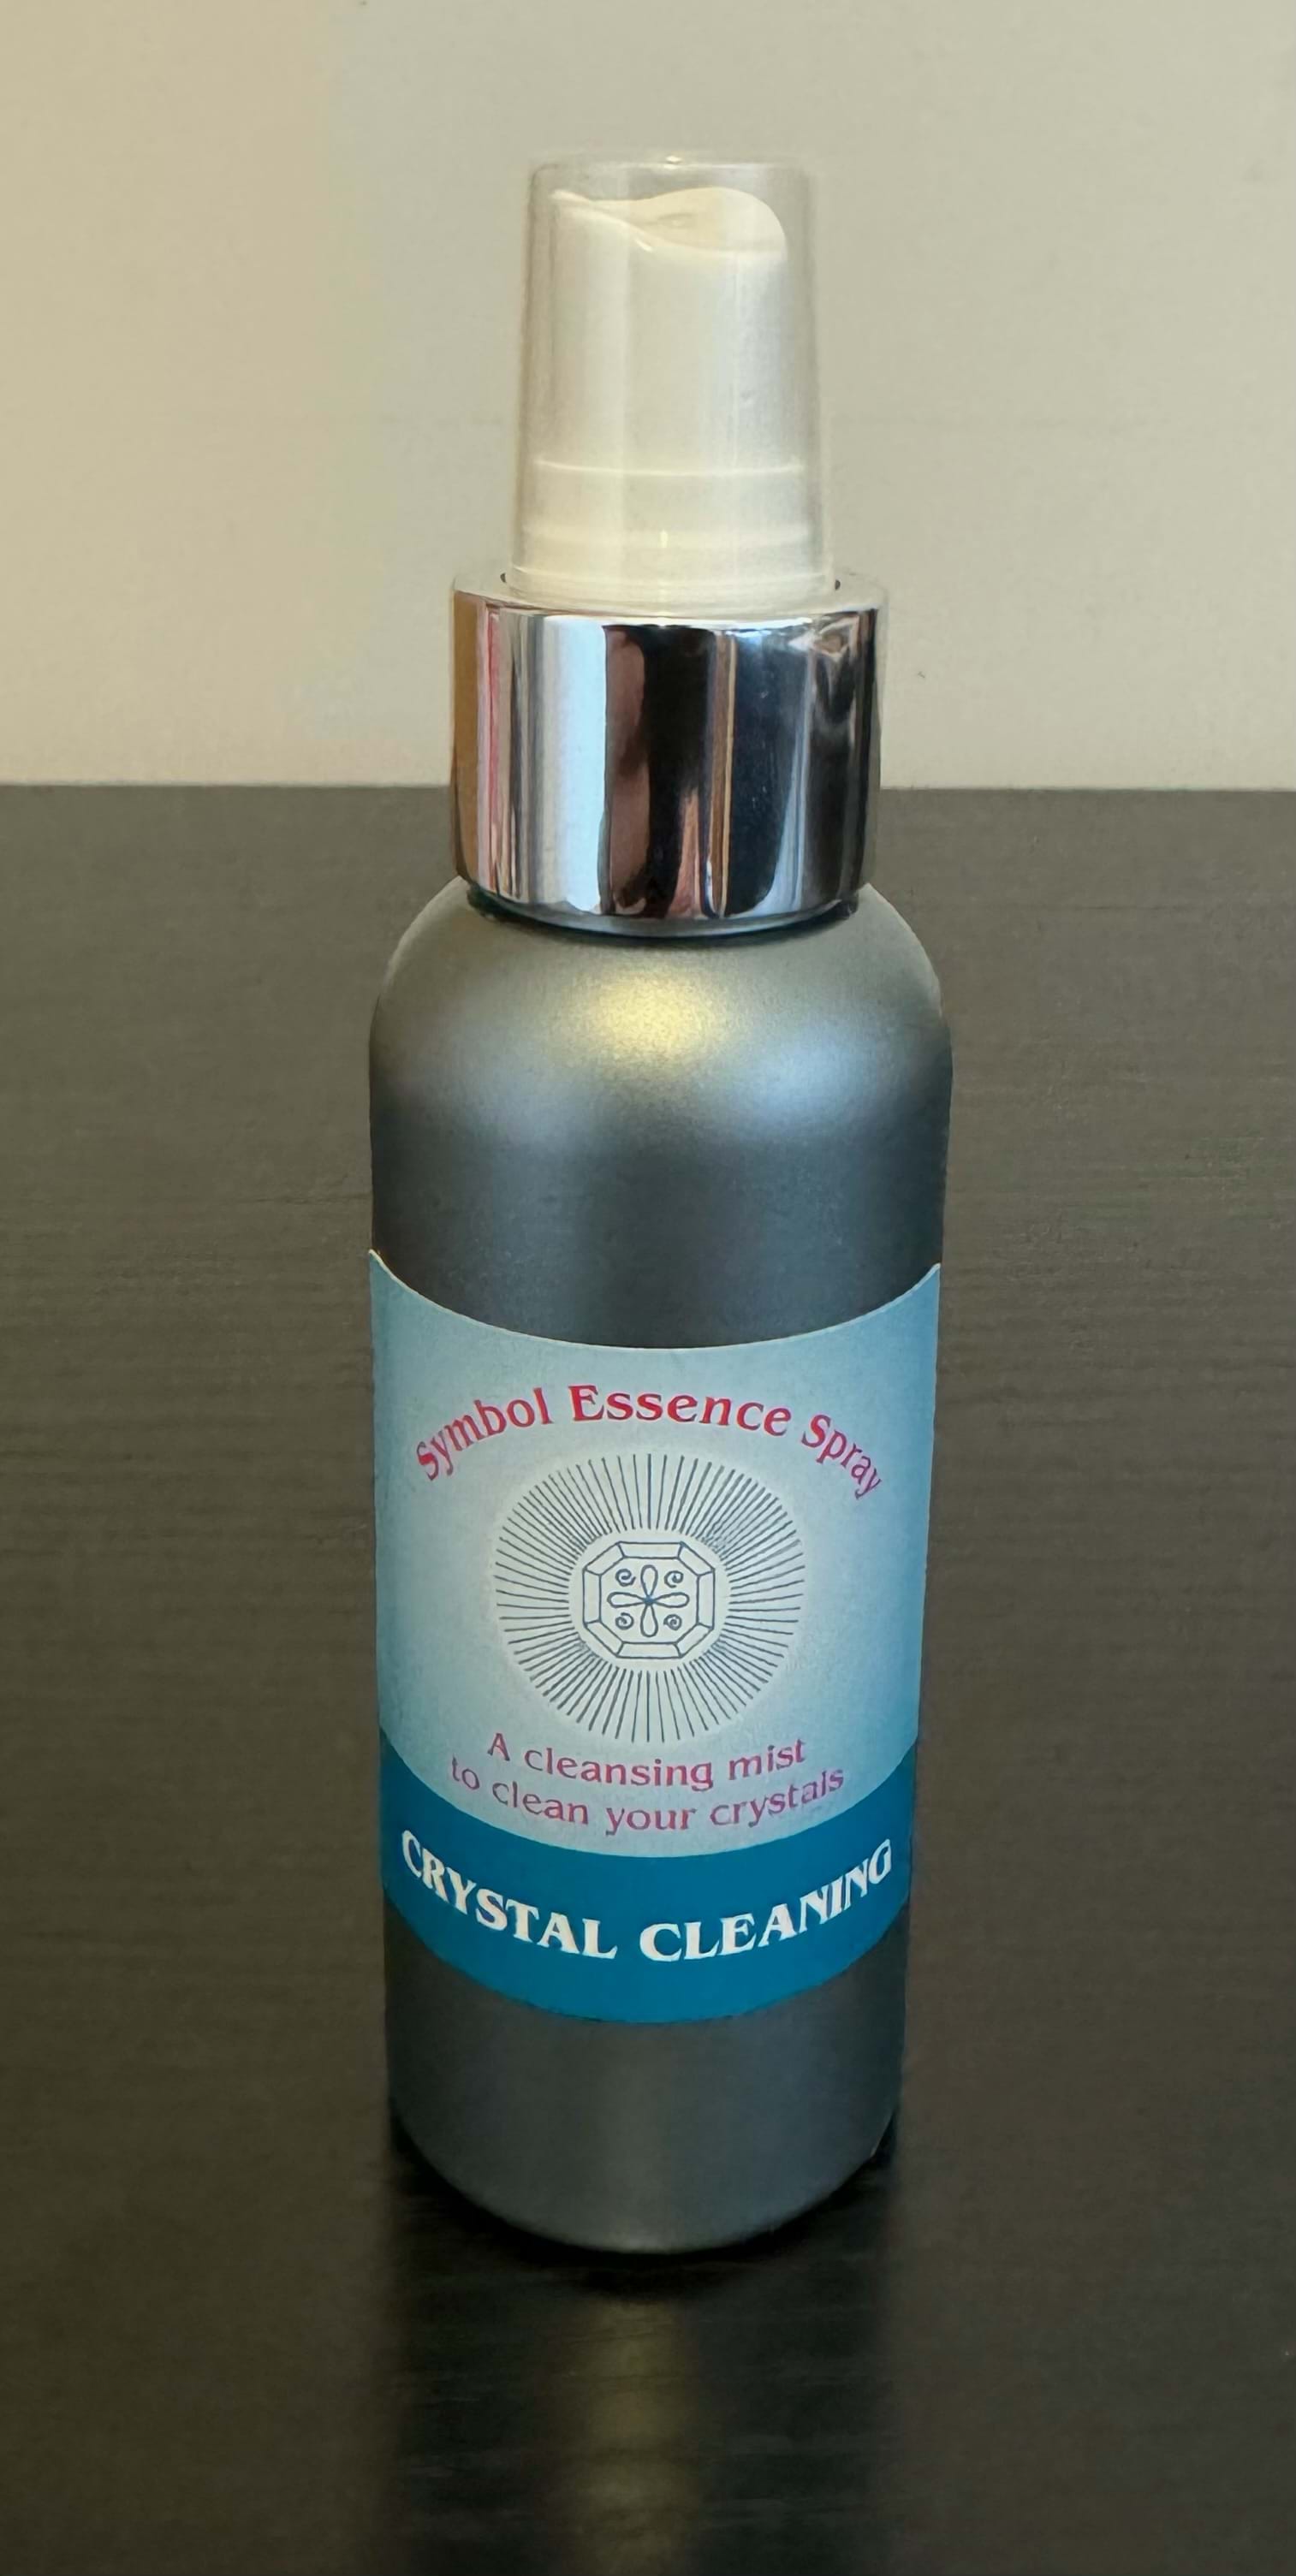 Symbol Essence Spray
A cleansing mist
to clean your crystals
CRYSTAL CLEANING